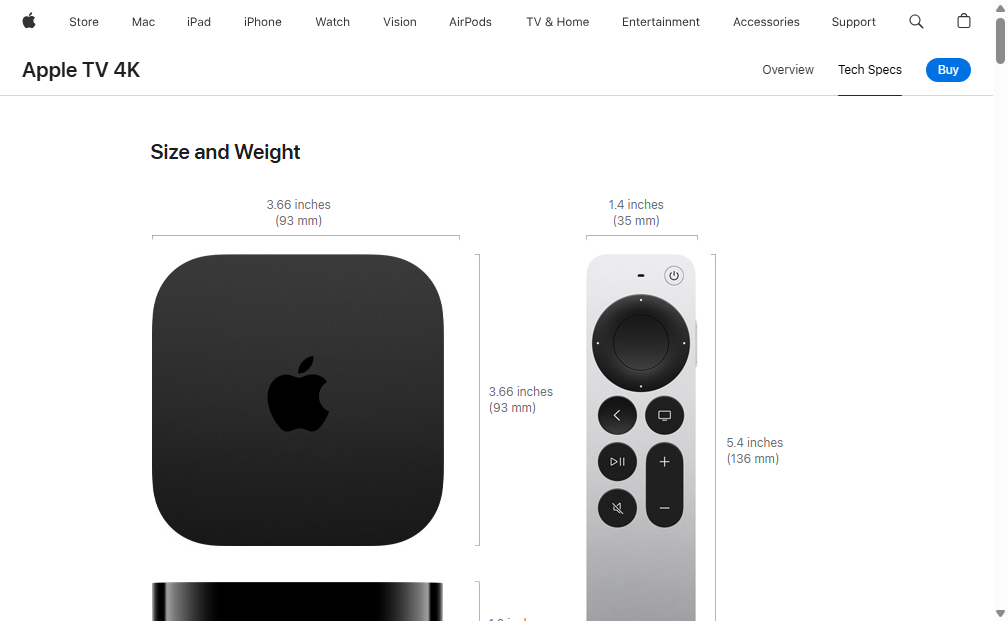 Store Mac iPad iPhone Watch Vision AirPods TV & Home Entertainment Accessories Support
Apple TV 4K
Overview Tech Specs Buy
Size and Weight
3.66 inches
(93 mm)
1.4 inches
(35 mm)
3.66 inches
(93 mm)
5.4 inches
(136 mm)